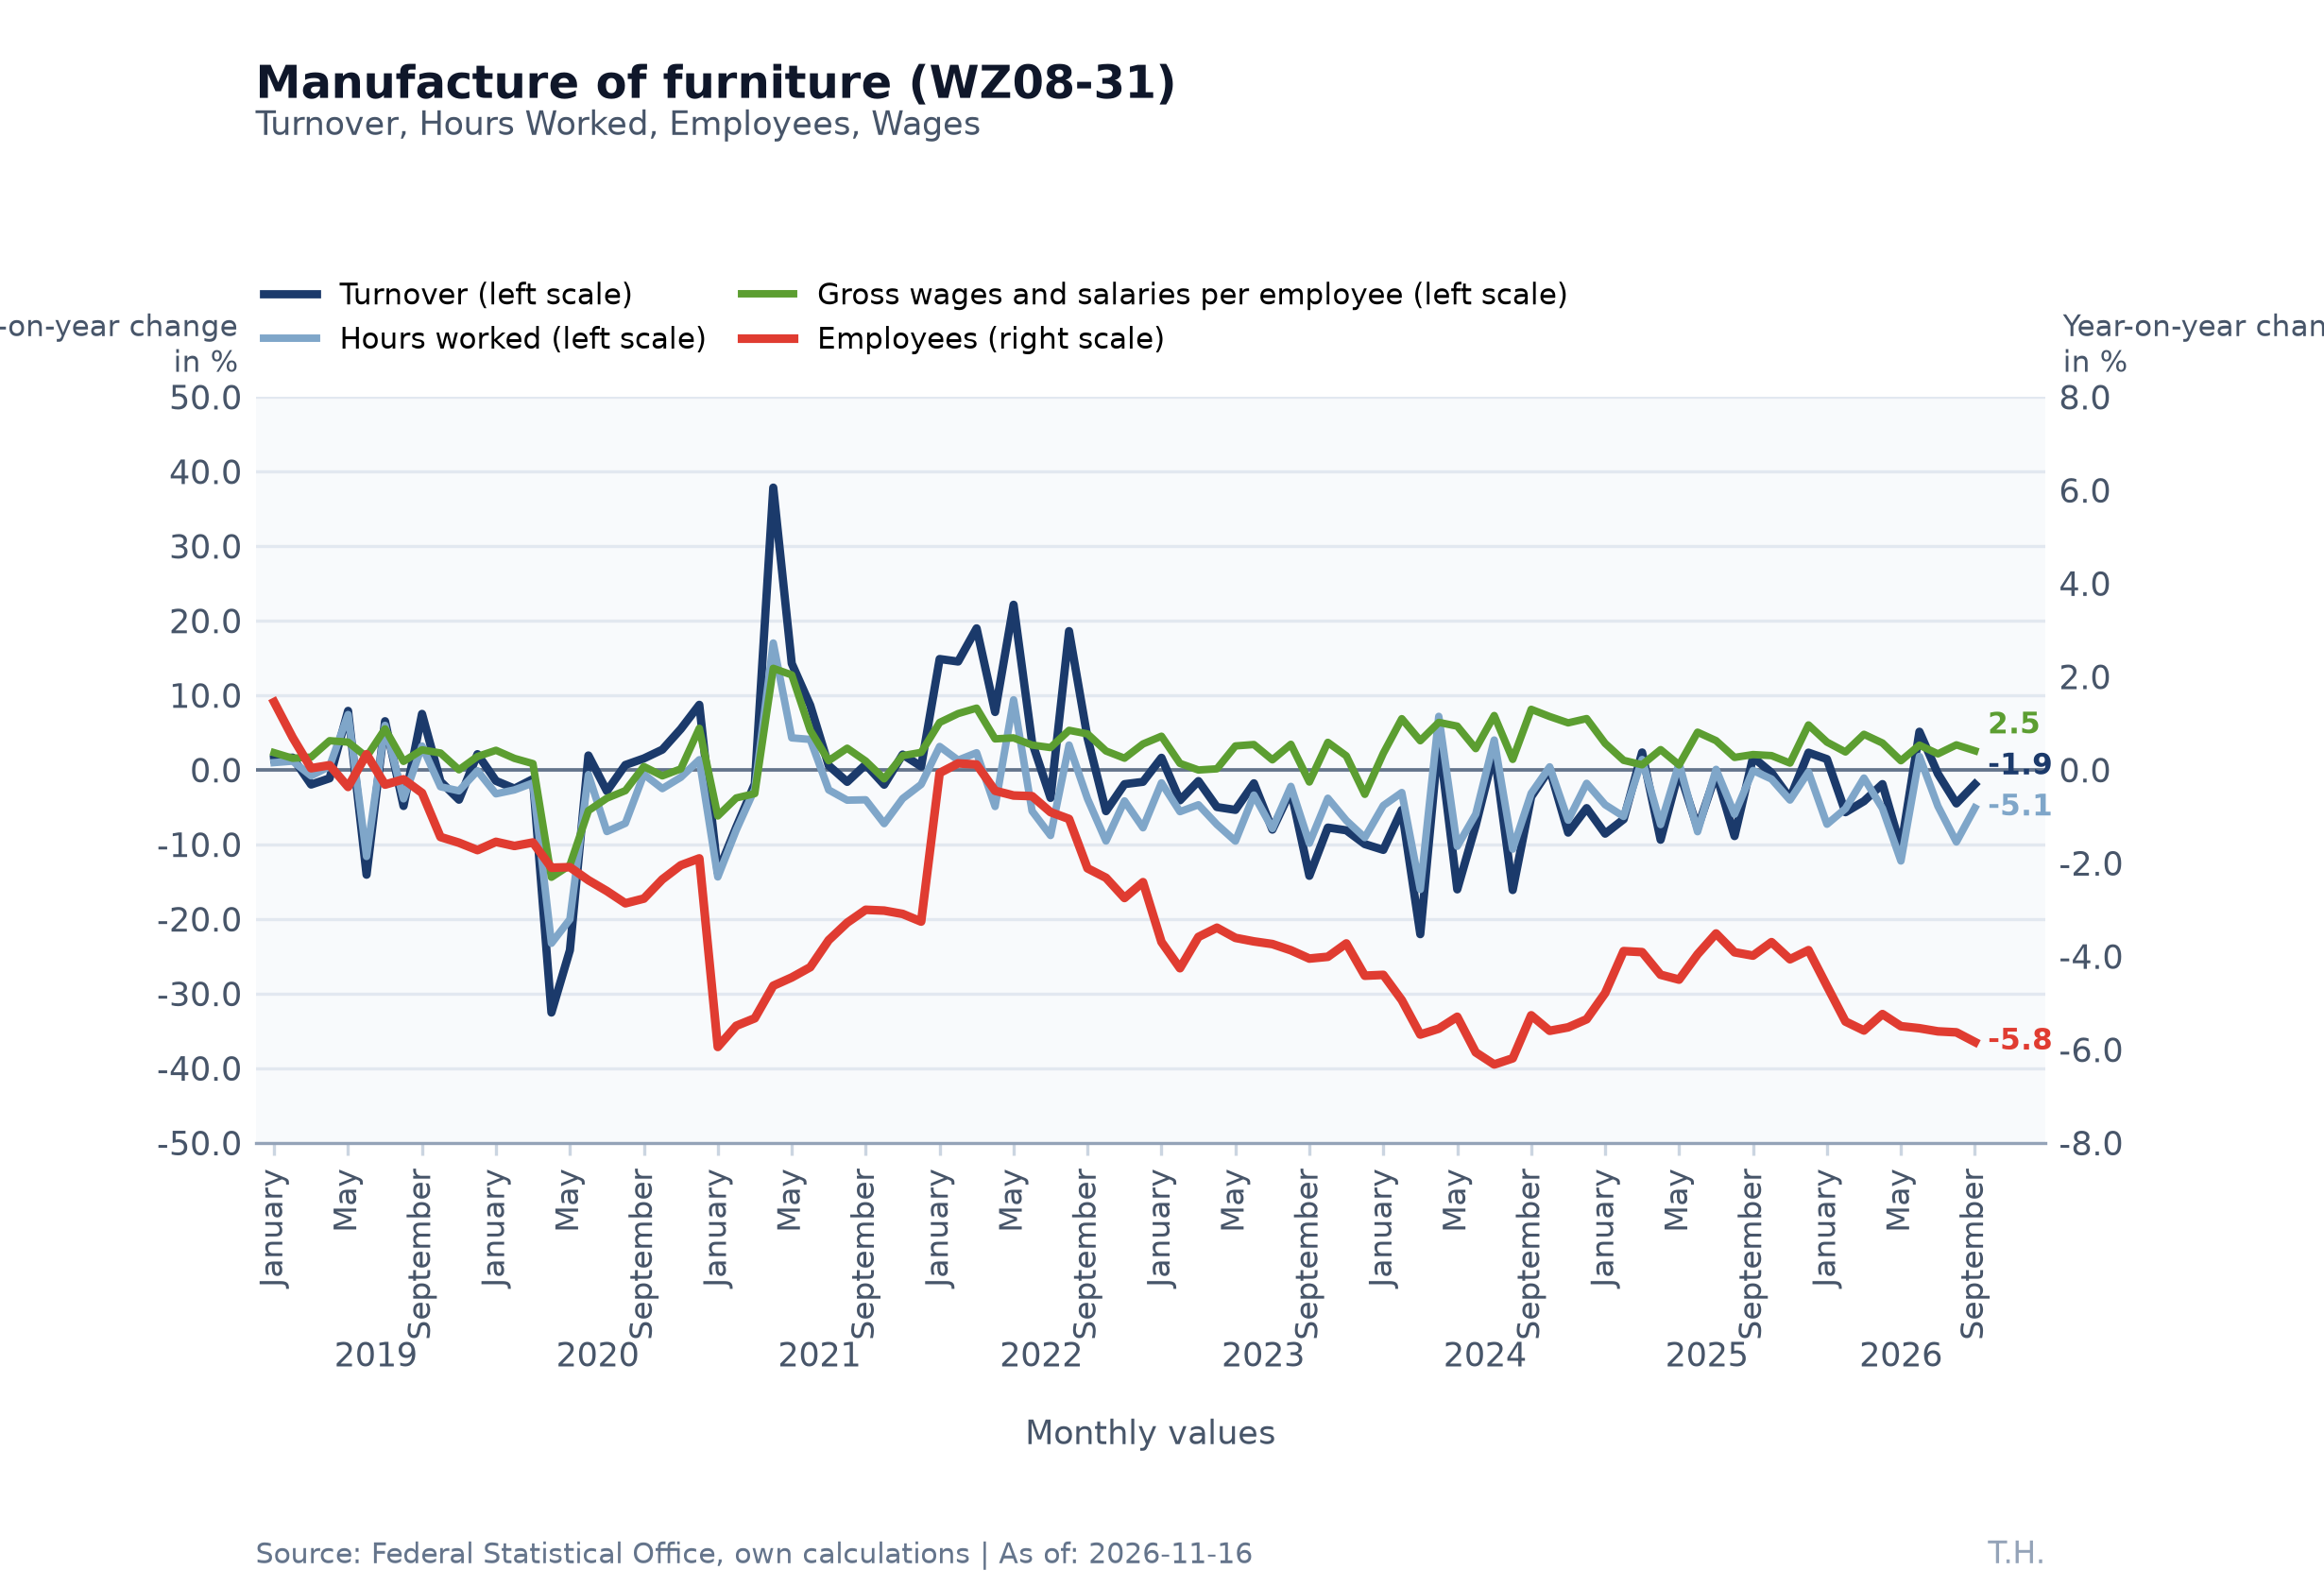 Manufacture of furniture (WZ08-31)
Turnover, Hours Worked, Employees, Wages
Turnover (left scale)
Gross wages and salaries per employee (left scale)
Hours worked (left scale)
Employees (right scale)
-on-year change
in %
Year-on-year chan
in %
50.0
40.0
30.0
20.0
10.0
0.0
-10.0
-20.0
-30.0
-40.0
-50.0
8.0
6.0
4.0
2.0
0.0
-2.0
-4.0
-6.0
-8.0
2.5
-1.9
-5.1
-5.8
January
May
September
January
May
September
January
May
September
January
May
September
January
May
September
January
May
September
January
May
September
January
May
September
2019
2020
2021
2022
2023
2024
2025
2026
Monthly values
Source: Federal Statistical Office, own calculations | As of: 2026-11-16
T.H.